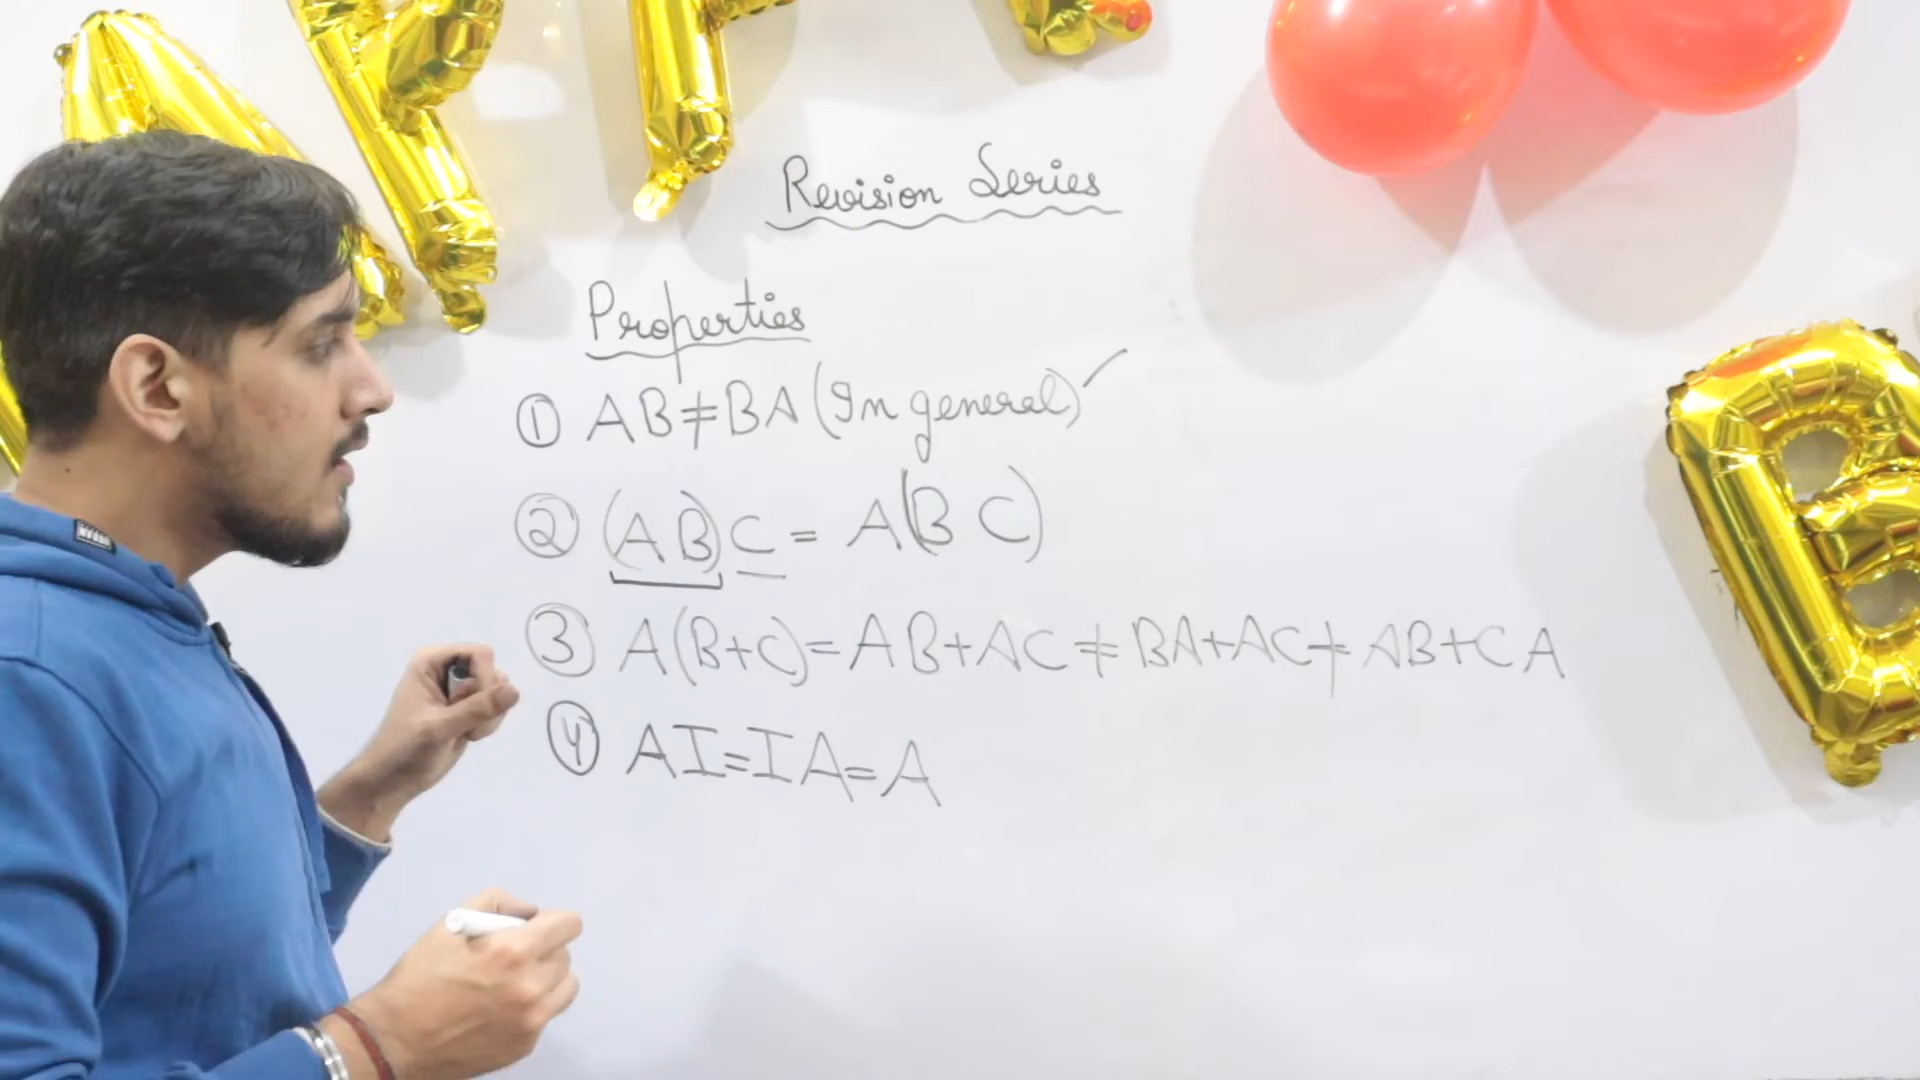 Revision Series
Properties
① AB≠BA (In general) ✓
② (AB)C = A(BC)
③ A(B+C)=AB+AC≠BA+AC≠AB+CA
④ AI=IA=A
B